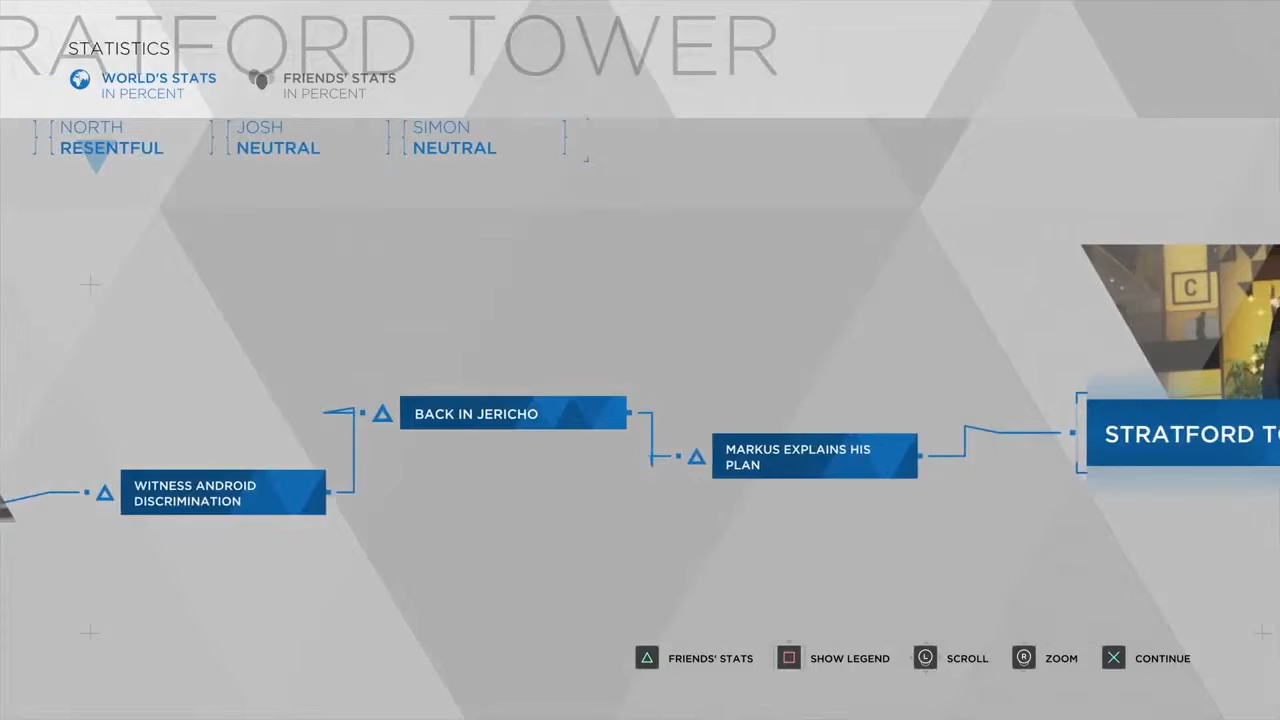 RATFORD TOWER
STATISTICS
WORLD'S STATS
IN PERCENT
FRIENDS' STATS
IN PERCENT
NORTH
RESENTFUL
JOSH
NEUTRAL
SIMON
NEUTRAL
C
BACK IN JERICHO
MARKUS EXPLAINS HIS
PLAN
STRATFORD TO
WITNESS ANDROID
DISCRIMINATION
FRIENDS' STATS
SHOW LEGEND
L
SCROLL
R
ZOOM
CONTINUE